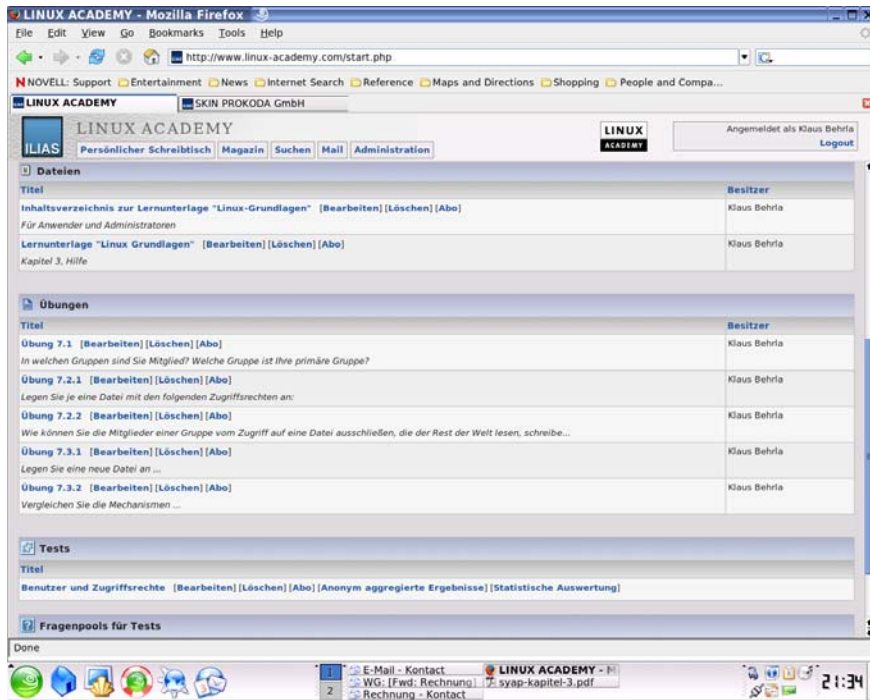 LINUX ACADEMY - Mozilla Firefox
File Edit View Go Bookmarks Tools Help
http://www.linux-academy.com/start.php
NOVELL: Support Entertainment News Internet Search Reference Maps and Directions Shopping People and Compa...
LINUX ACADEMY SKIN PROKODA GmbH
ILIAS LINUX ACADEMY LINUX ACADEMY Angemeldet als Klaus Behrla
Persönlicher Schreibtisch Magazin Suchen Mail Administration Logout
Dateien
Titel Besitzer
Inhaltsverzeichnis zur Lernunterlage "Linux-Grundlagen" [Bearbeiten] [Löschen] [Abo] Klaus Behrla
Für Anwender und Administratoren
Lernunterlage "Linux Grundlagen" [Bearbeiten] [Löschen] [Abo] Klaus Behrla
Kapitel 3, Hilfe
Übungen
Titel Besitzer
Übung 7.1 [Bearbeiten] [Löschen] [Abo] Klaus Behrla
In welchen Gruppen sind Sie Mitglied? Welche Gruppe ist Ihre primäre Gruppe?
Übung 7.2.1 [Bearbeiten] [Löschen] [Abo] Klaus Behrla
Legen Sie je eine Datei mit den folgenden Zugriffsrechten an:
Übung 7.2.2 [Bearbeiten] [Löschen] [Abo] Klaus Behrla
Wie können Sie die Mitglieder einer Gruppe vom Zugriff auf eine Datei ausschließen, die der Rest der Welt lesen, schreibe...
Übung 7.3.1 [Bearbeiten] [Löschen] [Abo] Klaus Behrla
Legen Sie eine neue Datei an ...
Übung 7.3.2 [Bearbeiten] [Löschen] [Abo] Klaus Behrla
Vergleichen Sie die Mechanismen ...
Tests
Titel
Benutzer und Zugriffsrechte [Bearbeiten] [Löschen] [Abo] [Anonym aggregierte Ergebnisse] [Statistische Auswertung]
Fragenpools für Tests
Done
1 E-Mail - Kontact LINUX ACADEMY - M
WG: [Fwd: Rechnung] syap-kapitel-3.pdf 21:34
2 Rechnung - Kontact